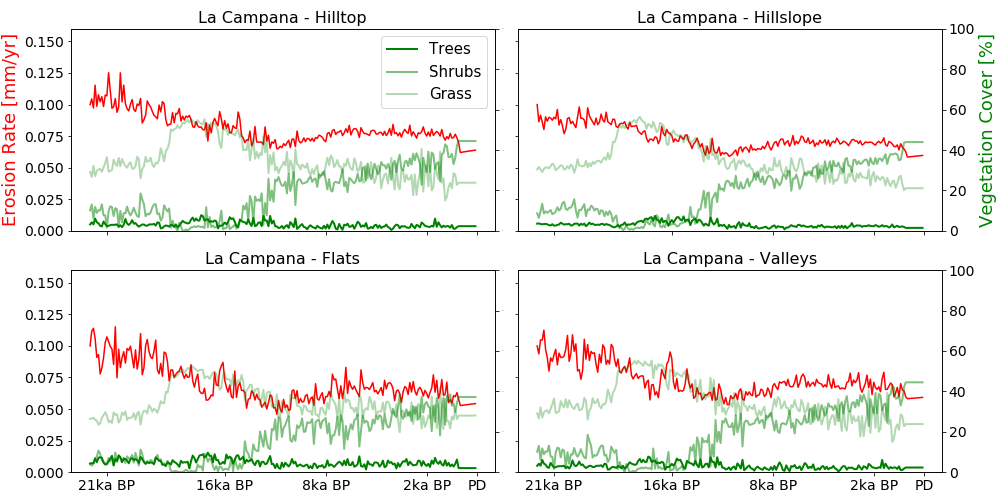 La Campana - Hilltop
La Campana - Hillslope
Erosion Rate [mm/yr]
0.150
0.125
0.100
0.075
0.050
0.025
0.000
Trees
Shrubs
Grass
100
80
60
40
20
0
Vegetation Cover [%]
La Campana - Flats
La Campana - Valleys
0.150
0.125
0.100
0.075
0.050
0.025
0.000
21ka BP 16ka BP 8ka BP 2ka BP PD
21ka BP 16ka BP 8ka BP 2ka BP PD
100
80
60
40
20
0